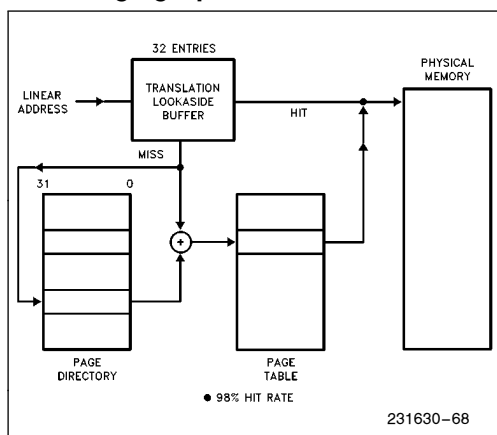 32 ENTRIES
TRANSLATION
LOOKASIDE
BUFFER
LINEAR
ADDRESS
HIT
PHYSICAL
MEMORY
MISS
31 0
+
PAGE
DIRECTORY
PAGE
TABLE
● 98% HIT RATE
231630–68